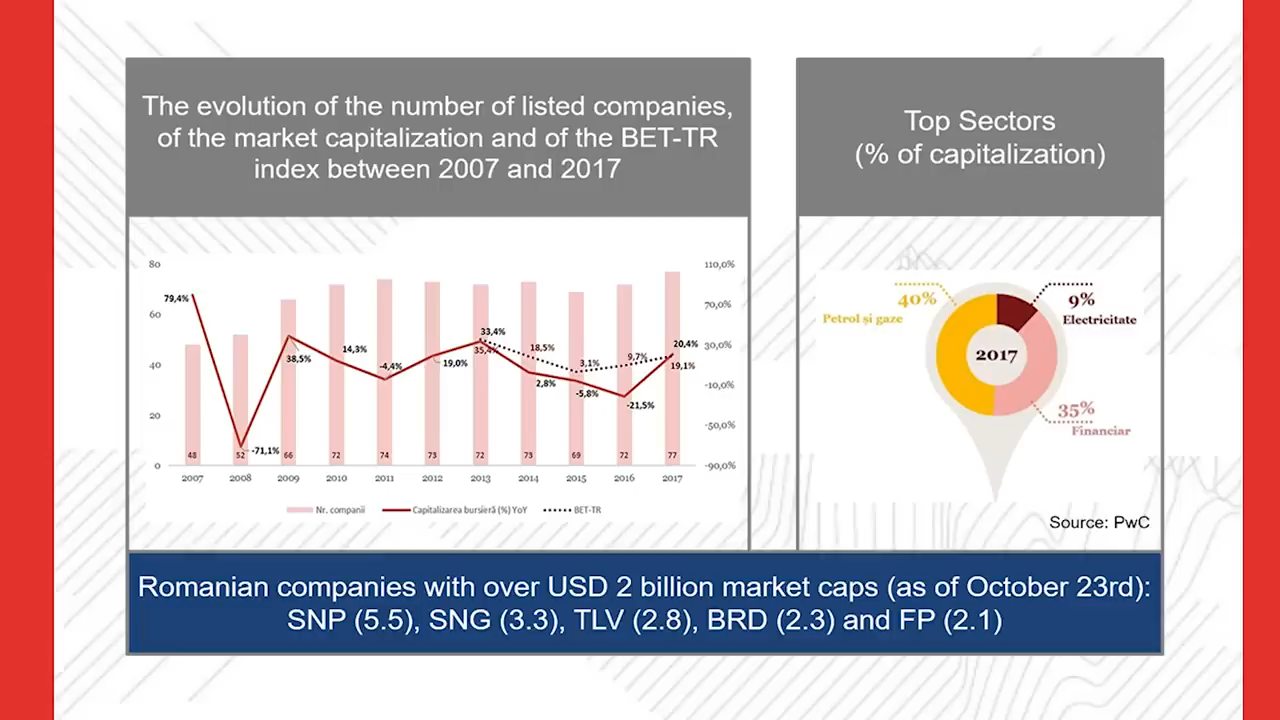 The evolution of the number of listed companies,
of the market capitalization and of the BET-TR
index between 2007 and 2017
Top Sectors
(% of capitalization)
80
60
40
20
0
110,0%
70,0%
30,0%
-10,0%
-50,0%
-90,0%
79,4%
-71,1%
38,5%
14,3%
-4,4%
19,0%
33,4%
35,4%
18,5%
2,8%
3,1%
-5,8%
9,7%
-21,5%
20,4%
19,1%
48 52 66 72 74 73 72 73 69 72 77
2007 2008 2009 2010 2011 2012 2013 2014 2015 2016 2017
Nr. companii Capitalizarea bursieră (%) YoY BET-TR
40%
Petrol și gaze
9%
Electricitate
2017
35%
Financiar
Source: PwC
Romanian companies with over USD 2 billion market caps (as of October 23rd):
SNP (5.5), SNG (3.3), TLV (2.8), BRD (2.3) and FP (2.1)